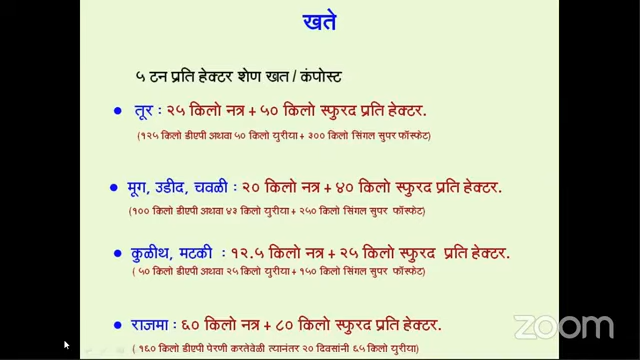 खते
५ टन प्रति हेक्टर शेण खत / कंपोस्ट
● तूर : २५ किलो नत्र + ५० किलो स्फुरद प्रति हेक्टर.
(१२५ किलो डीएपी अथवा ५० किलो युरीया + ३०० किलो सिंगल सुपर फॉस्फेट)
● मूग, उडीद, चवळी : २० किलो नत्र + ४० किलो स्फुरद प्रति हेक्टर.
(१०० किलो डीएपी अथवा ४३ किलो युरीया + २५० किलो सिंगल सुपर फॉस्फेट)
● कुळीथ, मटकी : १२.५ किलो नत्र + २५ किलो स्फुरद प्रति हेक्टर.
( ५० किलो डीएपी अथवा २५ किलो युरीया + १५० किलो सिंगल सुपर फॉस्फेट)
● राजमा : ६० किलो नत्र + ८० किलो स्फुरद प्रति हेक्टर.
( १६० किलो डीएपी पेरणी करतेवेळी त्यानंतर २० दिवसांनी ६५ किलो युरीया)
zoom